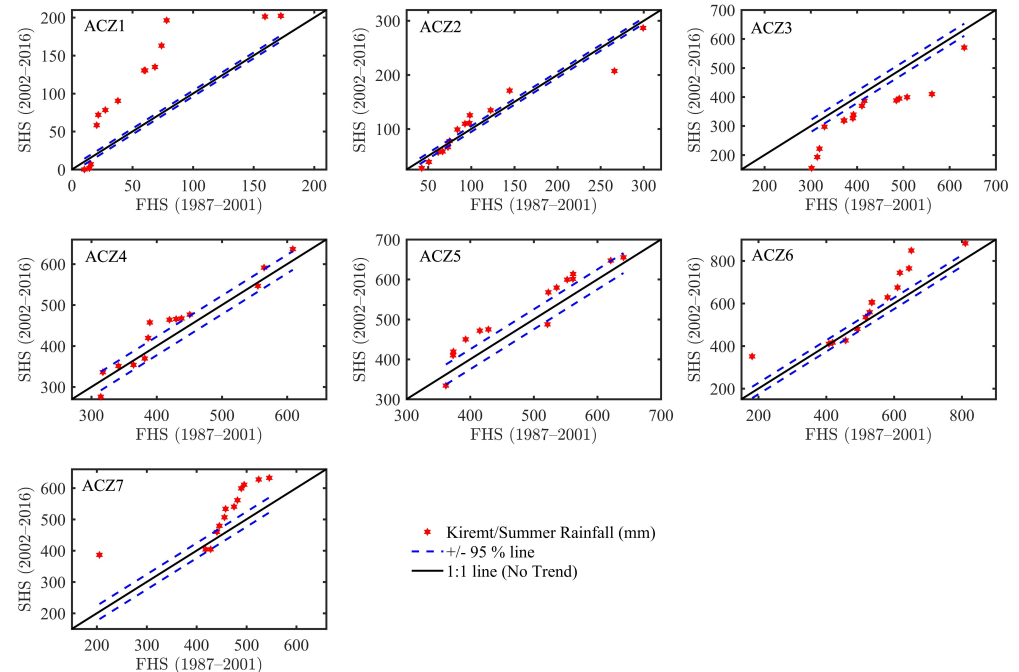 ACZ1
SHS (2002–2016)
200
150
100
50
0
0 50 100 150 200
FHS (1987–2001)
ACZ2
SHS (2002–2016)
300
200
100
50 100 150 200 250 300
FHS (1987–2001)
ACZ3
SHS (2002–2016)
700
600
500
400
300
200
200 300 400 500 600 700
FHS (1987–2001)
ACZ4
SHS (2002–2016)
600
500
400
300
300 400 500 600
FHS (1987–2001)
ACZ5
SHS (2002–2016)
700
600
500
400
300
300 400 500 600 700
FHS (1987–2001)
ACZ6
SHS (2002–2016)
800
600
400
200
200 400 600 800
FHS (1987–2001)
ACZ7
SHS (2002–2016)
600
500
400
300
200
200 300 400 500 600
FHS (1987–2001)
Kiremt/Summer Rainfall (mm)
+/- 95 % line
1:1 line (No Trend)